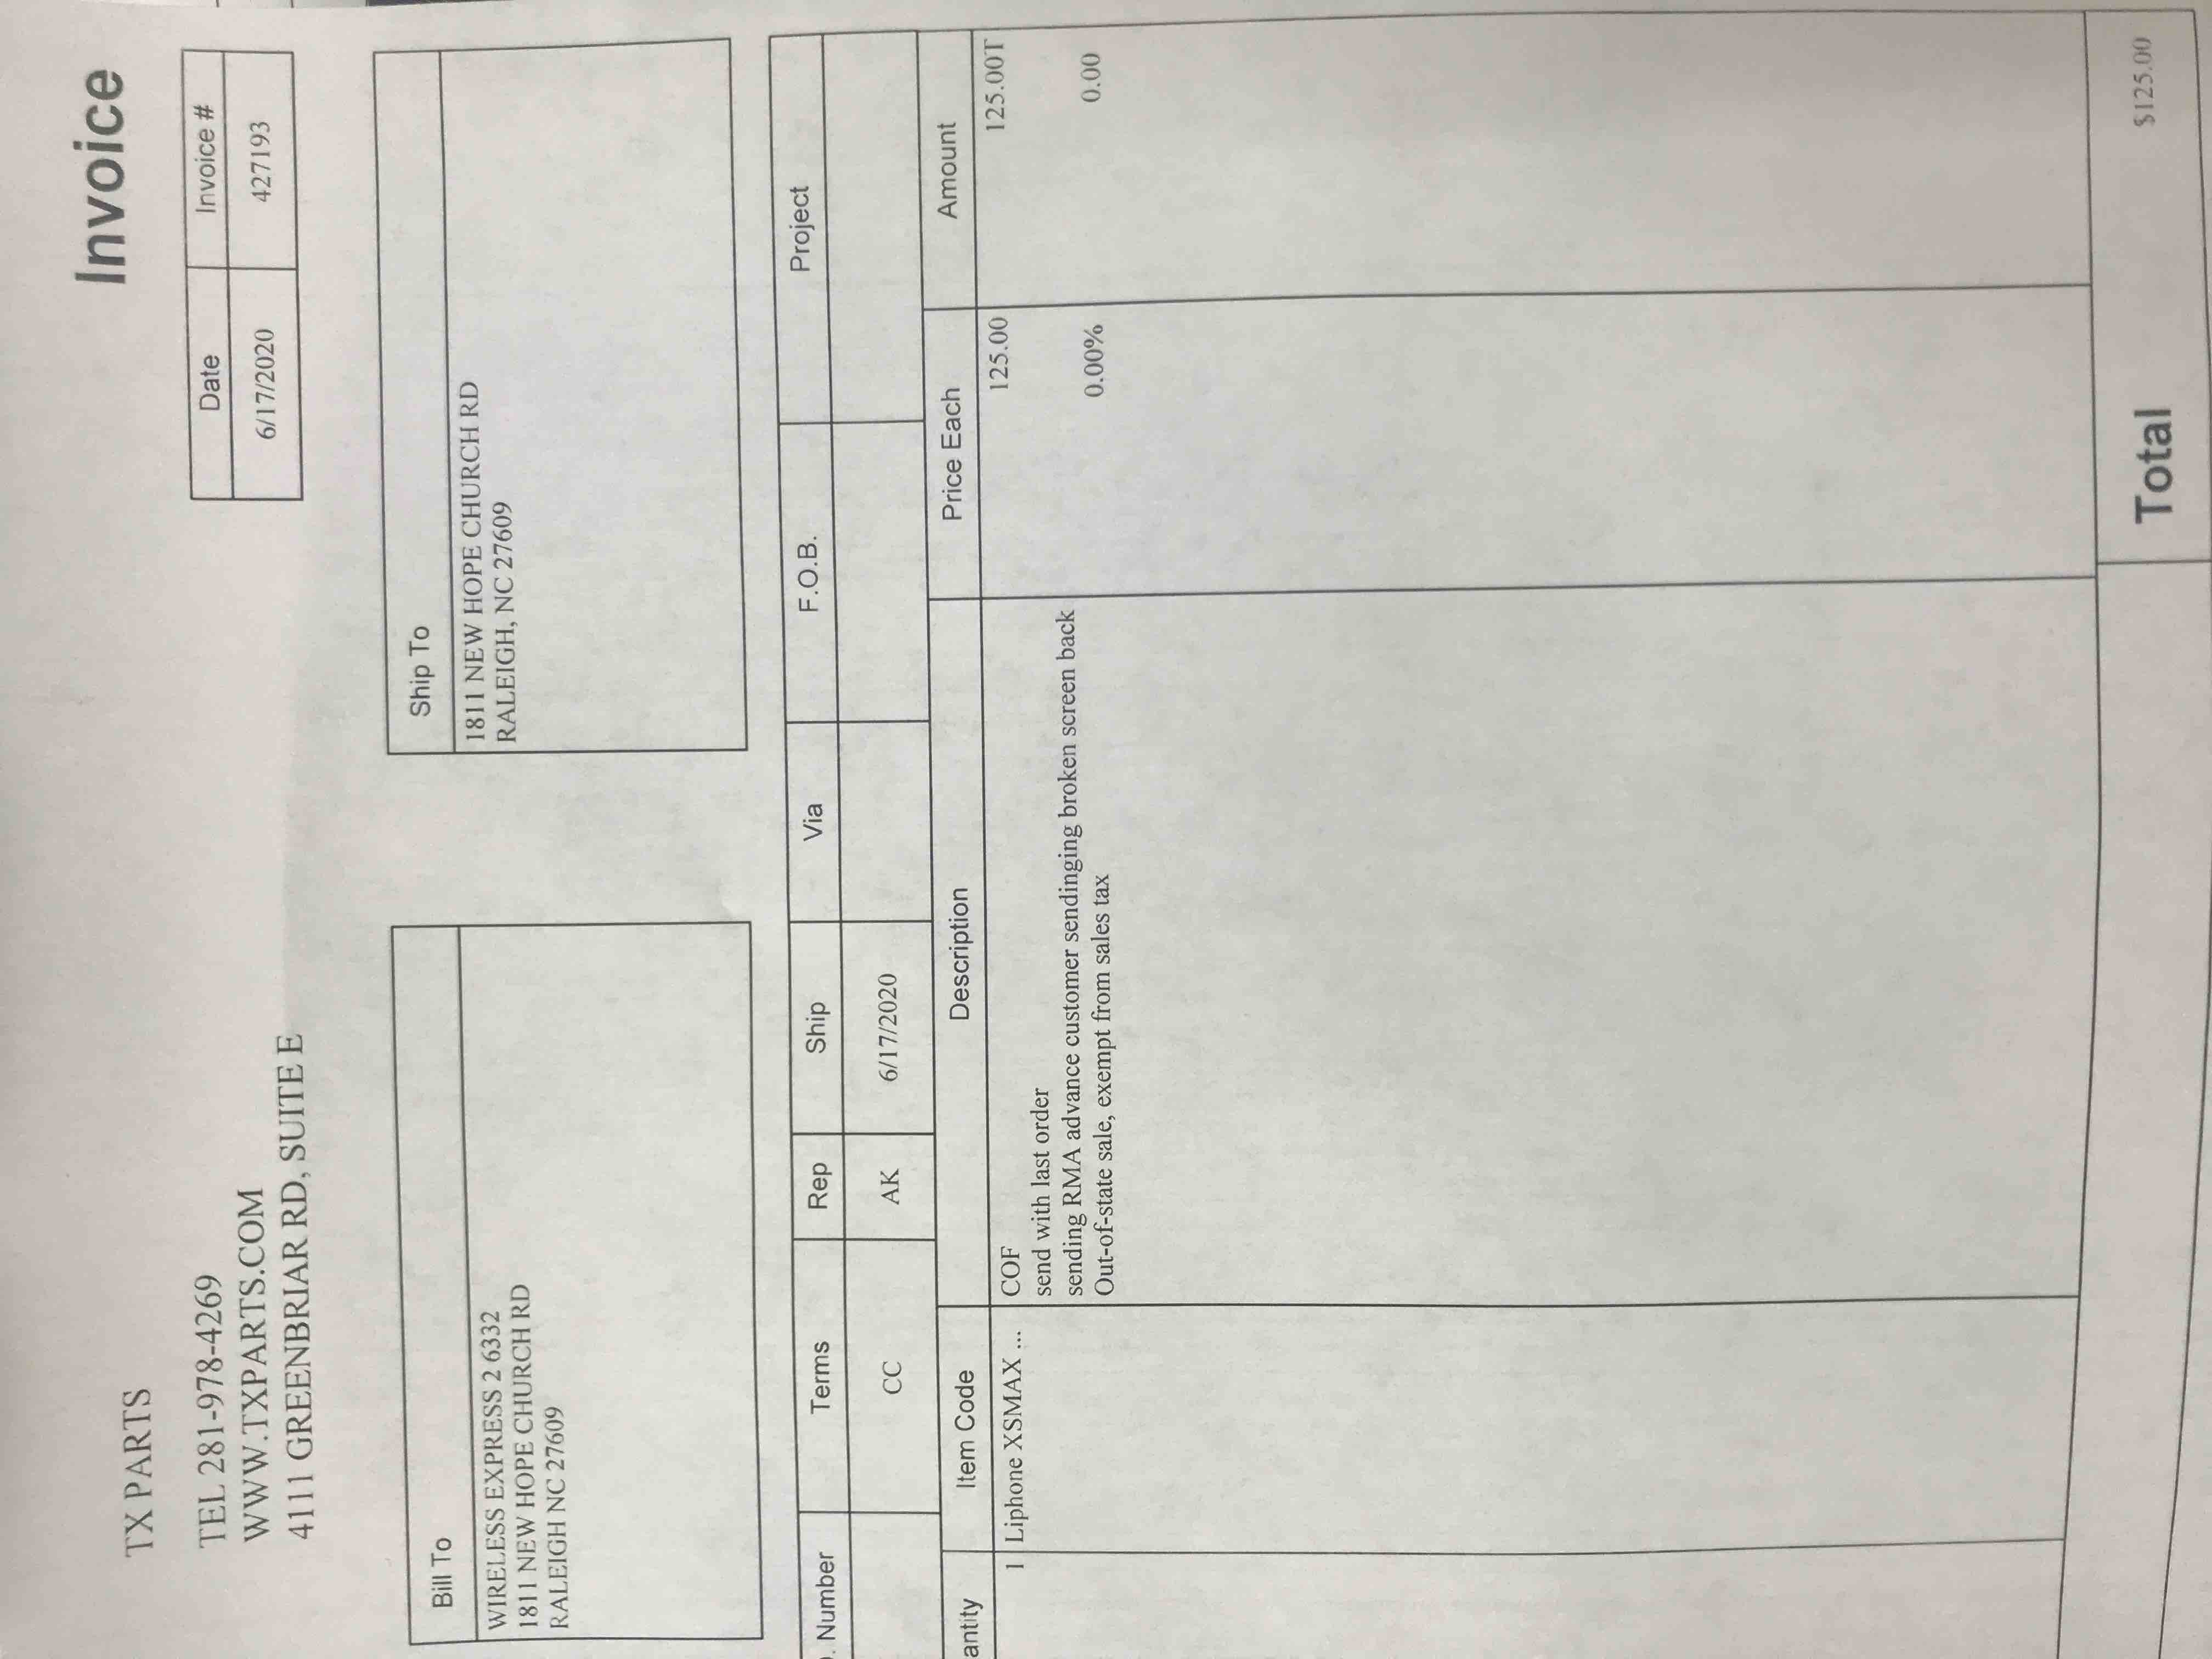 Invoice
TX PARTS
TEL 281-978-4269
WWW.TXPARTS.COM
4111 GREENBRIAR RD, SUITE E
Date Invoice #
6/17/2020 427193
Bill To
WIRELESS EXPRESS 2 6332
1811 NEW HOPE CHURCH RD
RALEIGH NC 27609
Ship To
1811 NEW HOPE CHURCH RD
RALEIGH, NC 27609
. Number Terms Rep Ship Via F.O.B. Project
CC AK 6/17/2020
antity Item Code Description Price Each Amount
1 Liphone XSMAX ... COF 125.00 125.00T
send with last order
sending RMA advance customer sendinging broken screen back
Out-of-state sale, exempt from sales tax 0.00% 0.00
Total $125.00